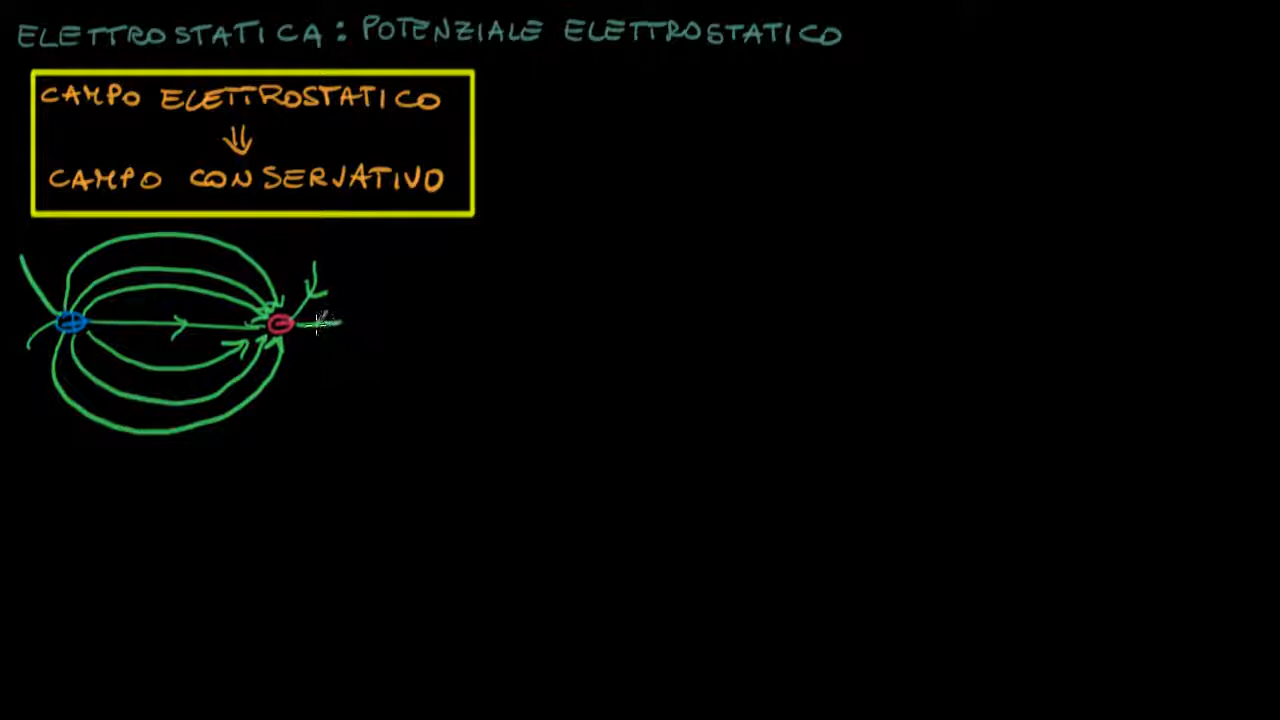 ELETTROSTATICA: POTENZIALE ELETTROSTATICO
CAMPO ELETTROSTATICO
⇓
CAMPO CONSERVATIVO
+ −